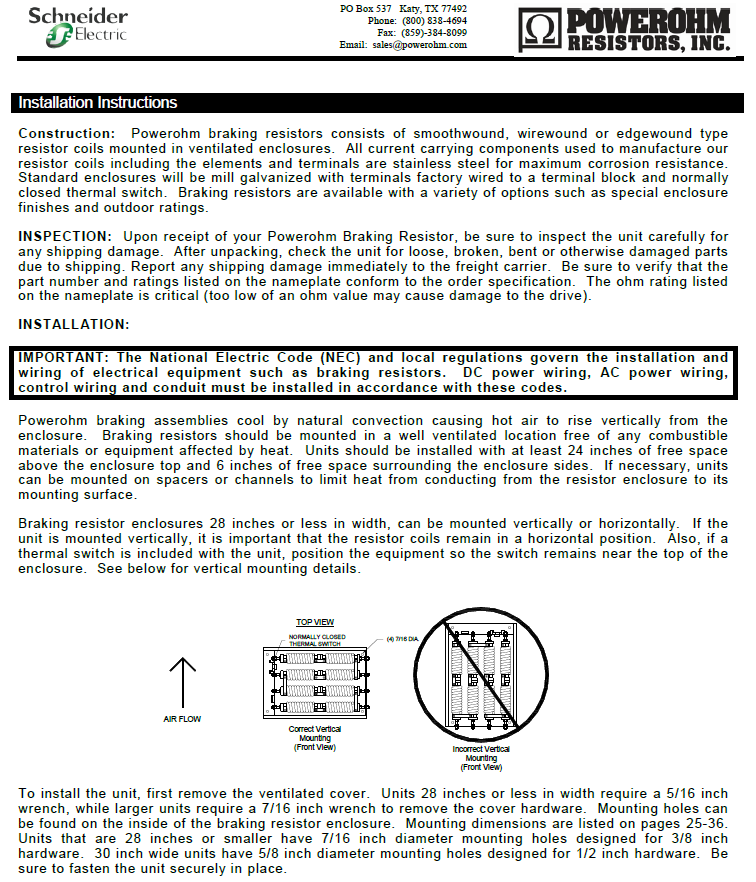 Schneider
Electric
PO Box 537 Katy, TX 77492
Phone: (800) 838-4694
Fax: (859)-384-8099
Email: sales@powerohm.com
POWEROHM
RESISTORS, INC.
Installation Instructions
Construction: Powerohm braking resistors consists of smoothwound, wirewound or edgewound type
resistor coils mounted in ventilated enclosures. All current carrying components used to manufacture our
resistor coils including the elements and terminals are stainless steel for maximum corrosion resistance.
Standard enclosures will be mill galvanized with terminals factory wired to a terminal block and normally
closed thermal switch. Braking resistors are available with a variety of options such as special enclosure
finishes and outdoor ratings.
INSPECTION: Upon receipt of your Powerohm Braking Resistor, be sure to inspect the unit carefully for
any shipping damage. After unpacking, check the unit for loose, broken, bent or otherwise damaged parts
due to shipping. Report any shipping damage immediately to the freight carrier. Be sure to verify that the
part number and ratings listed on the nameplate conform to the order specification. The ohm rating listed
on the nameplate is critical (too low of an ohm value may cause damage to the drive).
INSTALLATION:
IMPORTANT: The National Electric Code (NEC) and local regulations govern the installation and
wiring of electrical equipment such as braking resistors. DC power wiring, AC power wiring,
control wiring and conduit must be installed in accordance with these codes.
Powerohm braking assemblies cool by natural convection causing hot air to rise vertically from the
enclosure. Braking resistors should be mounted in a well ventilated location free of any combustible
materials or equipment affected by heat. Units should be installed with at least 24 inches of free space
above the enclosure top and 6 inches of free space surrounding the enclosure sides. If necessary, units
can be mounted on spacers or channels to limit heat from conducting from the resistor enclosure to its
mounting surface.
Braking resistor enclosures 28 inches or less in width, can be mounted vertically or horizontally. If the
unit is mounted vertically, it is important that the resistor coils remain in a horizontal position. Also, if a
thermal switch is included with the unit, position the equipment so the switch remains near the top of the
enclosure. See below for vertical mounting details.
TOP VIEW
NORMALLY CLOSED
THERMAL SWITCH
(4) 7/16 DIA.
AIR FLOW
Correct Vertical
Mounting
(Front View)
Incorrect Vertical
Mounting
(Front View)
To install the unit, first remove the ventilated cover. Units 28 inches or less in width require a 5/16 inch
wrench, while larger units require a 7/16 inch wrench to remove the cover hardware. Mounting holes can
be found on the inside of the braking resistor enclosure. Mounting dimensions are listed on pages 25-36.
Units that are 28 inches or smaller have 7/16 inch diameter mounting holes designed for 3/8 inch
hardware. 30 inch wide units have 5/8 inch diameter mounting holes designed for 1/2 inch hardware. Be
sure to fasten the unit securely in place.